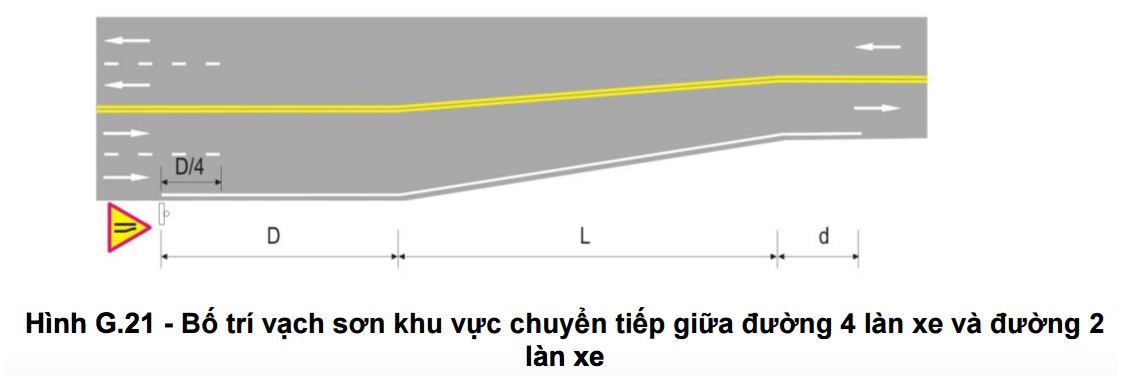 D/4
D
L
d
Hình G.21 - Bố trí vạch sơn khu vực chuyển tiếp giữa đường 4 làn xe và đường 2
làn xe